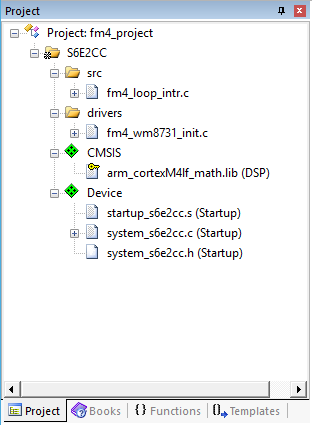 Project
Project: fm4_project
S6E2CC
src
fm4_loop_intr.c
drivers
fm4_wm8731_init.c
CMSIS
arm_cortexM4lf_math.lib (DSP)
Device
startup_s6e2cc.s (Startup)
system_s6e2cc.c (Startup)
system_s6e2cc.h (Startup)
Project Books {} Functions {} Templates